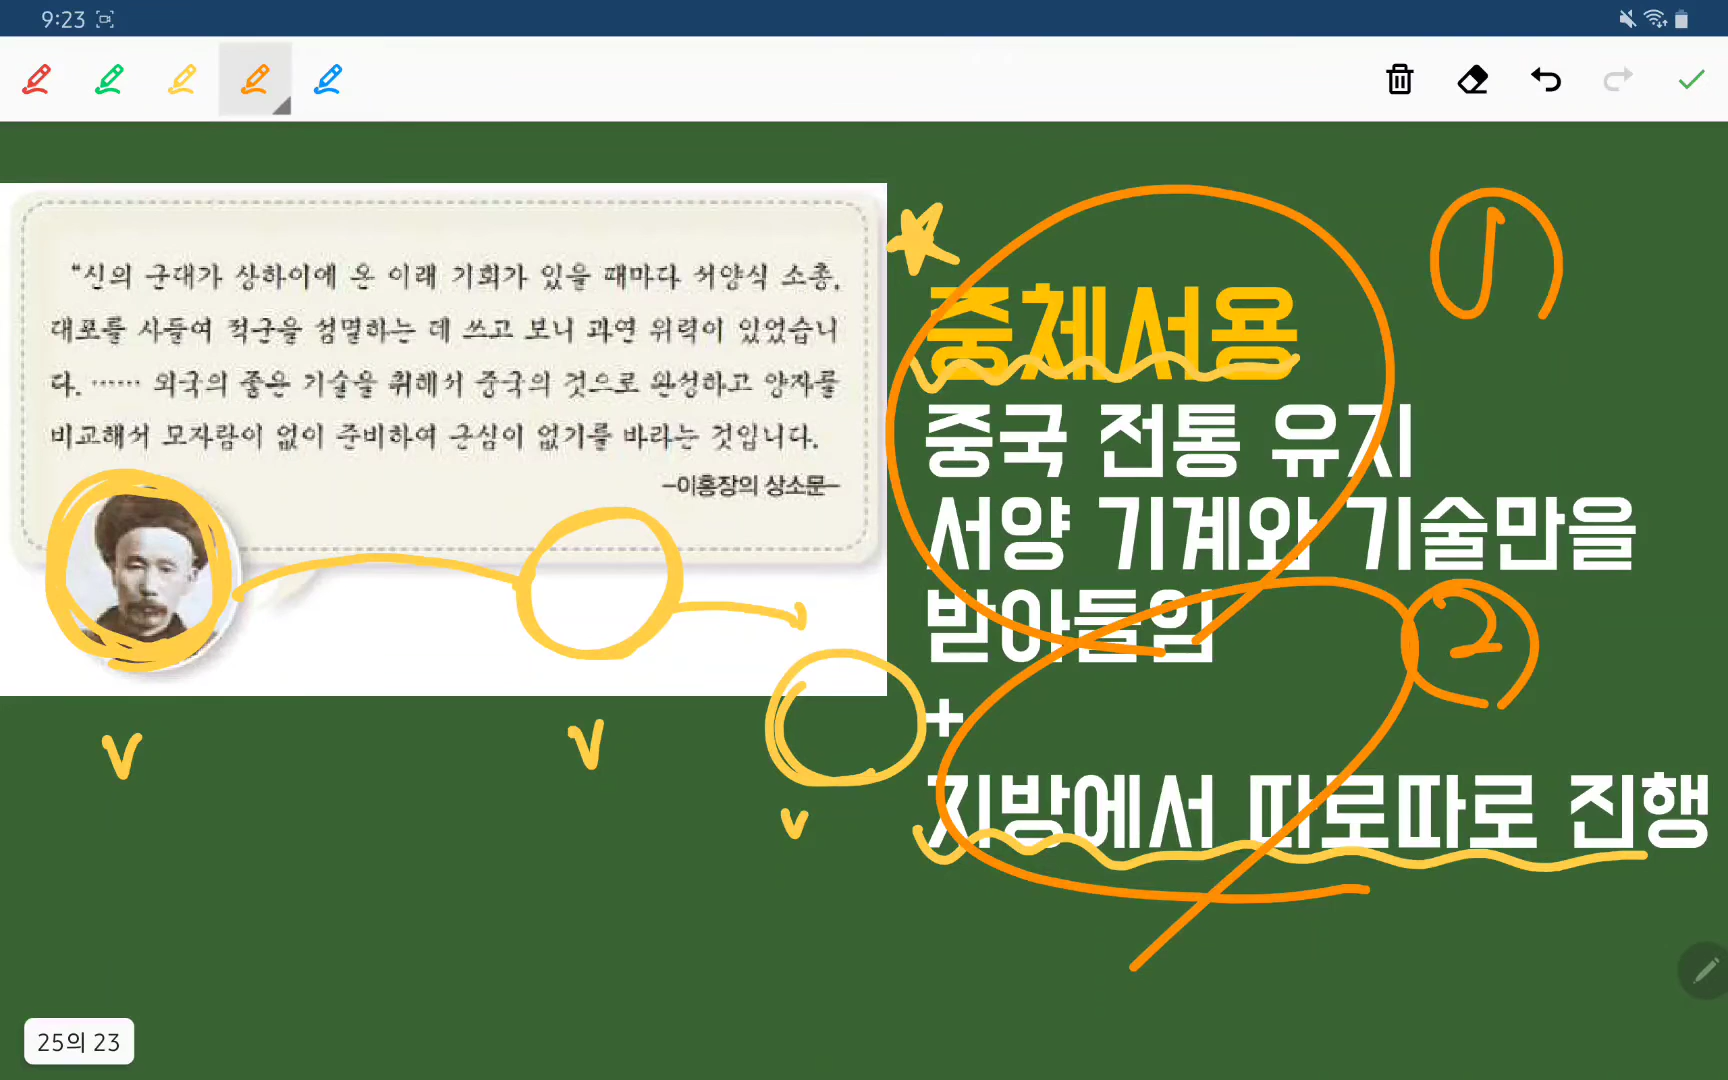 9:23
“신의 군대가 상하이에 온 이래 기회가 있을 때마다 서양식 소총,
대포를 사들여 적군을 섬멸하는 데 쓰고 보니 과연 위력이 있었습니
다. …… 외국의 좋은 기술을 취해서 중국의 것으로 완성하고 양자를
비교해서 모자람이 없이 준비하여 근심이 없기를 바라는 것입니다.
-이홍장의 상소문-
중체서용
중국 전통 유지
서양 기계와 기술만을
받아들임
+
지방에서 따로따로 진행
1
2
v v v
25의 23